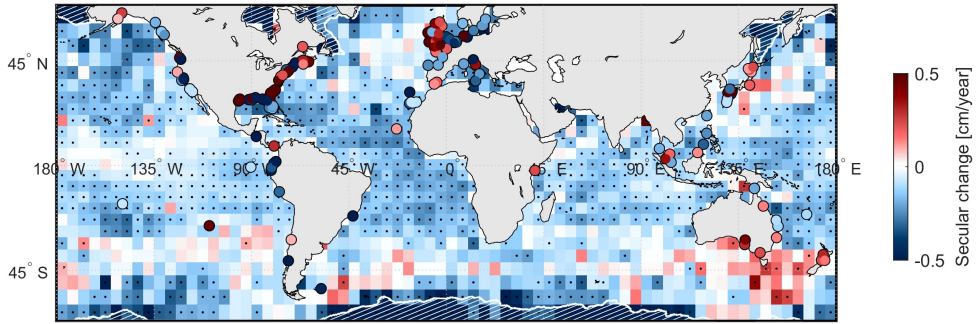 45° N
180° W
135° W
90° W
45° W
0°
45° E
90° E
135° E
180° E
45° S
0.5
0
-0.5
Secular change [cm/year]